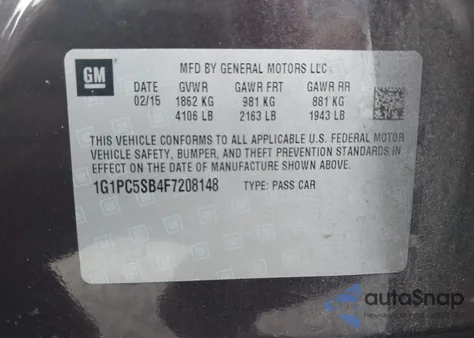 GM
MFD BY GENERAL MOTORS LLC
DATE GVWR GAWR FRT GAWR RR
02/15 1862 KG 981 KG 881 KG
4106 LB 2163 LB 1943 LB
THIS VEHICLE CONFORMS TO ALL APPLICABLE U.S. FEDERAL MOTOR
VEHICLE SAFETY, BUMPER, AND THEFT PREVENTION STANDARDS IN
EFFECT ON THE DATE OF MANUFACTURE SHOWN ABOVE.
1G1PC5SB4F7208148 TYPE: PASS CAR
autoSnap